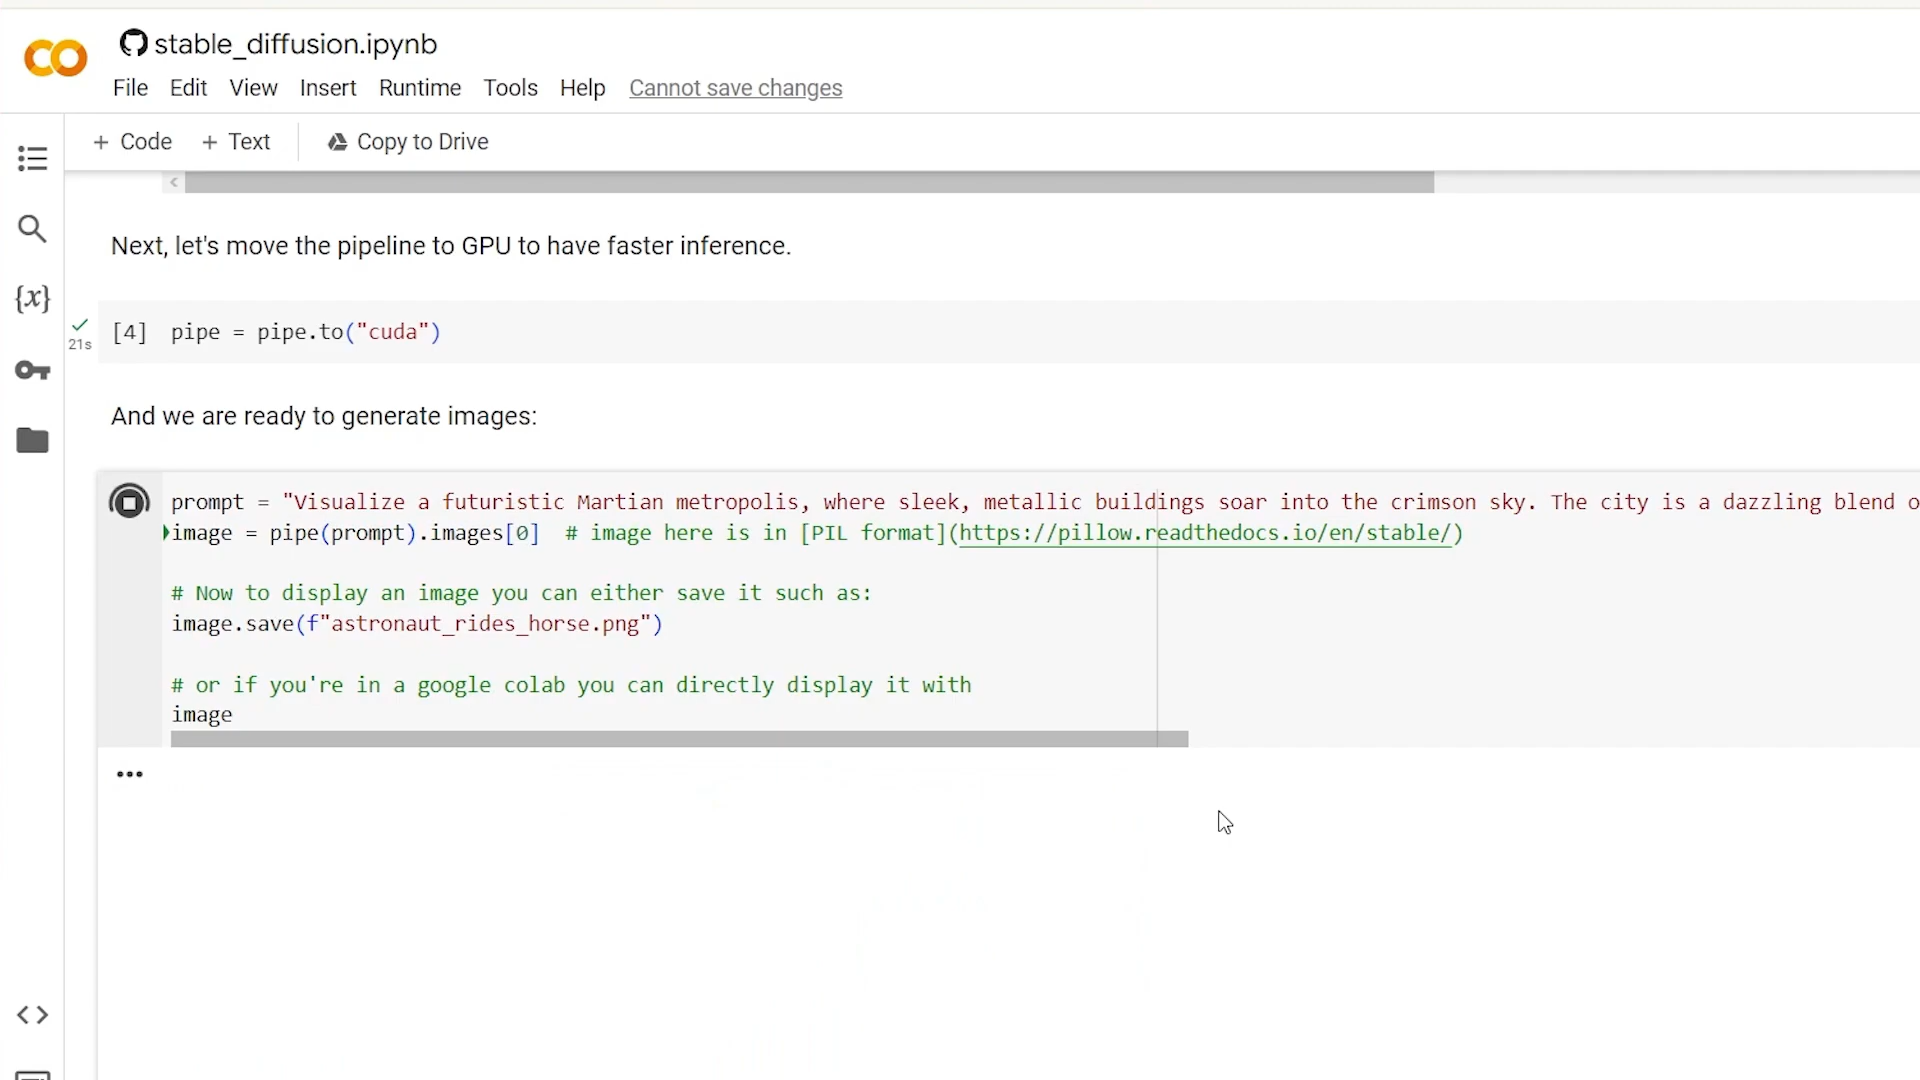 stable_diffusion.ipynb
File Edit View Insert Runtime Tools Help Cannot save changes
+ Code + Text Copy to Drive
Next, let's move the pipeline to GPU to have faster inference.
{x}
21s
[4] pipe = pipe.to("cuda")
And we are ready to generate images:
prompt = "Visualize a futuristic Martian metropolis, where sleek, metallic buildings soar into the crimson sky. The city is a dazzling blend o
image = pipe(prompt).images[0]  # image here is in [PIL format](https://pillow.readthedocs.io/en/stable/)
# Now to display an image you can either save it such as:
image.save(f"astronaut_rides_horse.png")
# or if you're in a google colab you can directly display it with
image